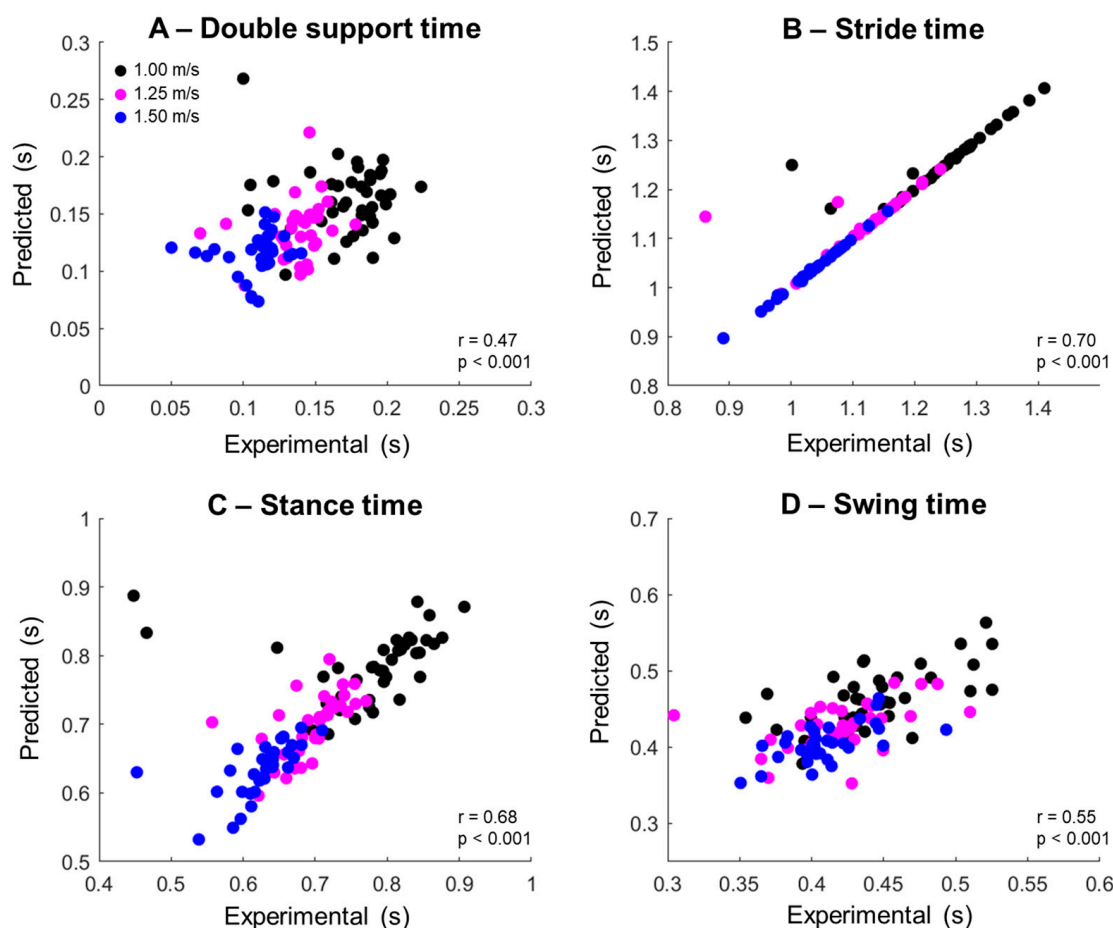 A – Double support time
0.3
0.25
0.2
0.15
0.1
0.05
0
Predicted (s)
1.00 m/s
1.25 m/s
1.50 m/s
r = 0.47
p < 0.001
0 0.05 0.1 0.15 0.2 0.25 0.3
Experimental (s)
B – Stride time
1.5
1.4
1.3
1.2
1.1
1
0.9
0.8
Predicted (s)
r = 0.70
p < 0.001
0.8 0.9 1 1.1 1.2 1.3 1.4
Experimental (s)
C – Stance time
1
0.9
0.8
0.7
0.6
0.5
Predicted (s)
r = 0.68
p < 0.001
0.4 0.5 0.6 0.7 0.8 0.9 1
Experimental (s)
D – Swing time
0.7
0.6
0.5
0.4
0.3
Predicted (s)
r = 0.55
p < 0.001
0.3 0.35 0.4 0.45 0.5 0.55 0.6
Experimental (s)